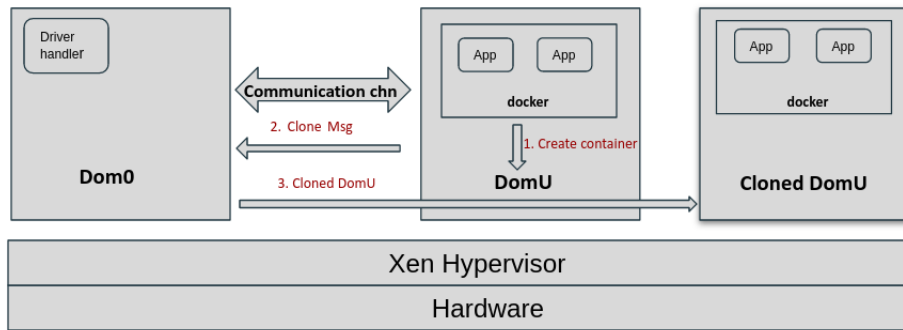 Driver
handler
Communication chn
2. Clone Msg
3. Cloned DomU
Dom0
App
App
docker
1. Create container
DomU
App
App
docker
Cloned DomU
Xen Hypervisor
Hardware